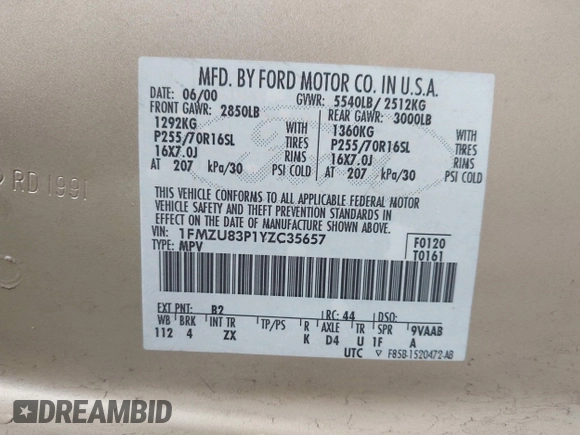 MFD. BY FORD MOTOR CO. IN U.S.A.
DATE: 06/00 GVWR: 5540LB/ 2512KG
FRONT GAWR: 2850LB REAR GAWR: 3000LB
1292KG WITH 1360KG WITH
P255/70R16SL TIRES P255/70R16SL TIRES
16X7.0J RIMS 16X7.0J RIMS
AT 207 kPa/30 PSI COLD AT 207 kPa/30 PSI COLD
THIS VEHICLE CONFORMS TO ALL APPLICABLE FEDERAL MOTOR
VEHICLE SAFETY AND BUMPER STANDARDS AND THEFT PREVENTION STANDARDS IN
EFFECT ON THE DATE OF MANUFACTURE SHOWN ABOVE.
VIN: 1FMZU83P1YZC35657 F0120
TYPE: MPV T0161
EXT PNT: B2 RC: 44 DSO:
WB BRK INT TR TP/PS R AXLE TR SPR 9VAAB
112 4 ZX K D4 U 1F A
UTC F85B-1520472-AB
RD 1991
DREAMBID